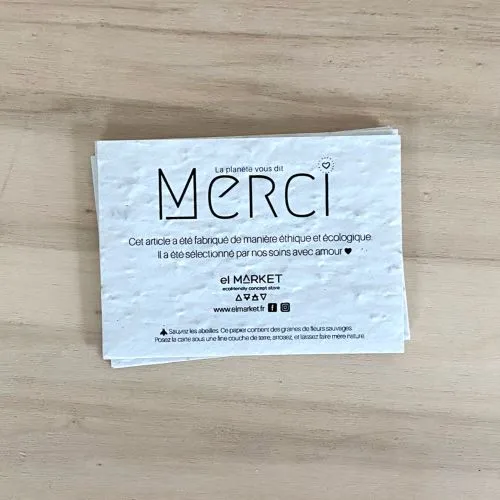 La planète vous dit
MerCi
Cet article a été fabriqué de manière éthique et écologique.
Il a été sélectionné par nos soins avec amour ♥
el MARKET
ecofriendly concept store
www.elmarket.fr
Sauvez les abeilles. Ce papier contient des graines de fleurs sauvages.
Posez la carte sous une fine couche de terre, arrosez, et laissez faire mère nature.